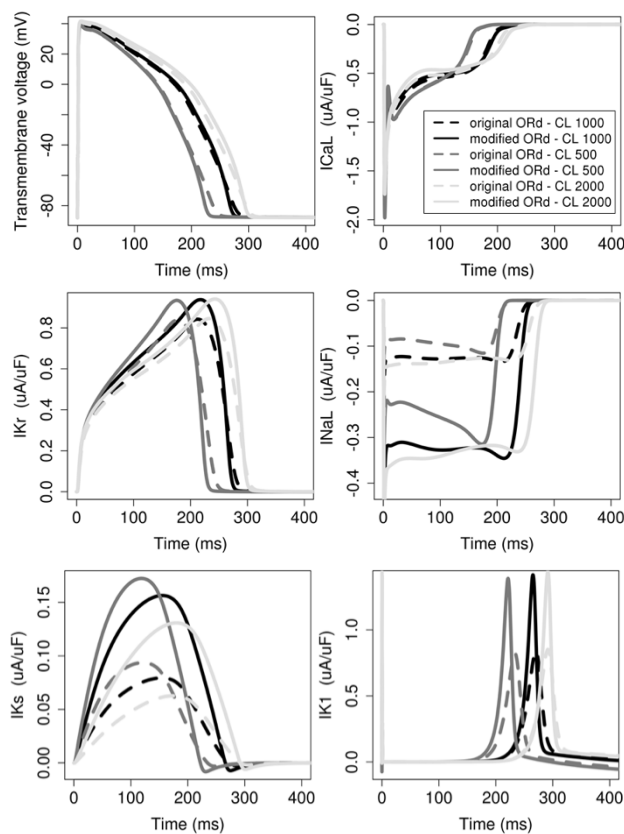 Transmembrane voltage (mV)
40
0
-40
-80
0 100 200 300 400
Time (ms)
ICaL (uA/uF)
0.0
-0.5
-1.0
-1.5
-2.0
original ORd - CL 1000
modified ORd - CL 1000
original ORd - CL 500
modified ORd - CL 500
original ORd - CL 2000
modified ORd - CL 2000
0 100 200 300 400
Time (ms)
IKr (uA/uF)
0.8
0.6
0.4
0.2
0.0
0 100 200 300 400
Time (ms)
INaL (uA/uF)
0.0
-0.1
-0.2
-0.3
-0.4
0 100 200 300 400
Time (ms)
IKs (uA/uF)
0.15
0.10
0.05
0.00
0 100 200 300 400
Time (ms)
IK1 (uA/uF)
1.0
0.5
0.0
0 100 200 300 400
Time (ms)